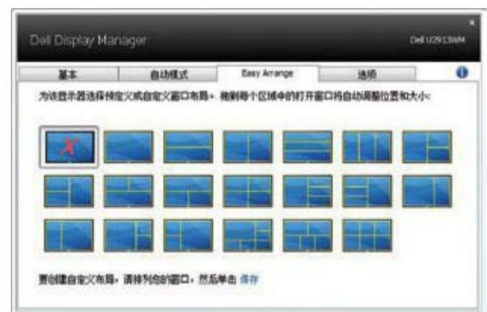 Dell Display Manager
Dell U2913WM
基本
自动模式
Easy Arrange
选项
为该显示器选择预定义或自定义窗口布局。 拖到每个区域中的打开窗口将自动调整位置和大小:
要创建自定义布局，请排列您的窗口，然后单击 保存